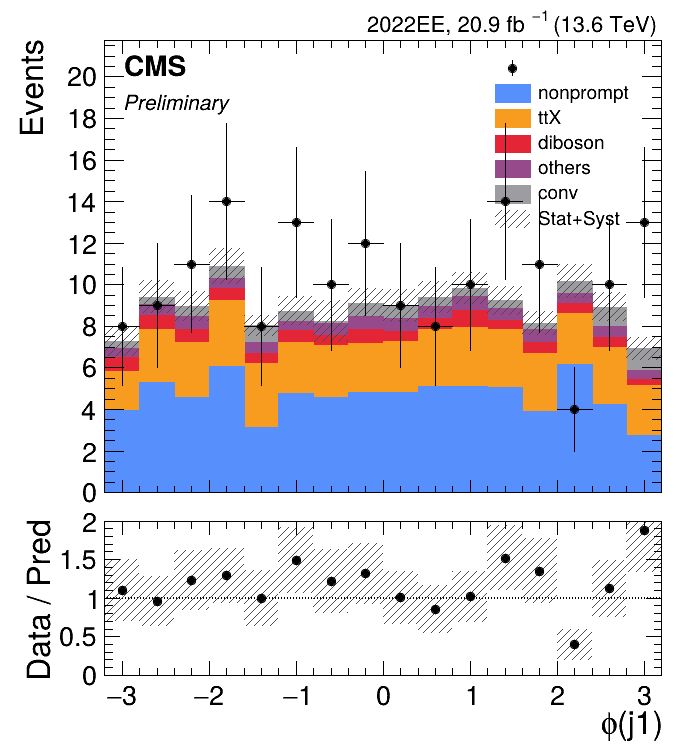 2022EE, 20.9 fb⁻¹ (13.6 TeV)
CMS
Preliminary
nonprompt
ttX
diboson
others
conv
Stat+Syst
Events
20
18
16
14
12
10
8
6
4
2
0
Data / Pred
2
1.5
1
0.5
0
−3 −2 −1 0 1 2 3
ϕ(j1)